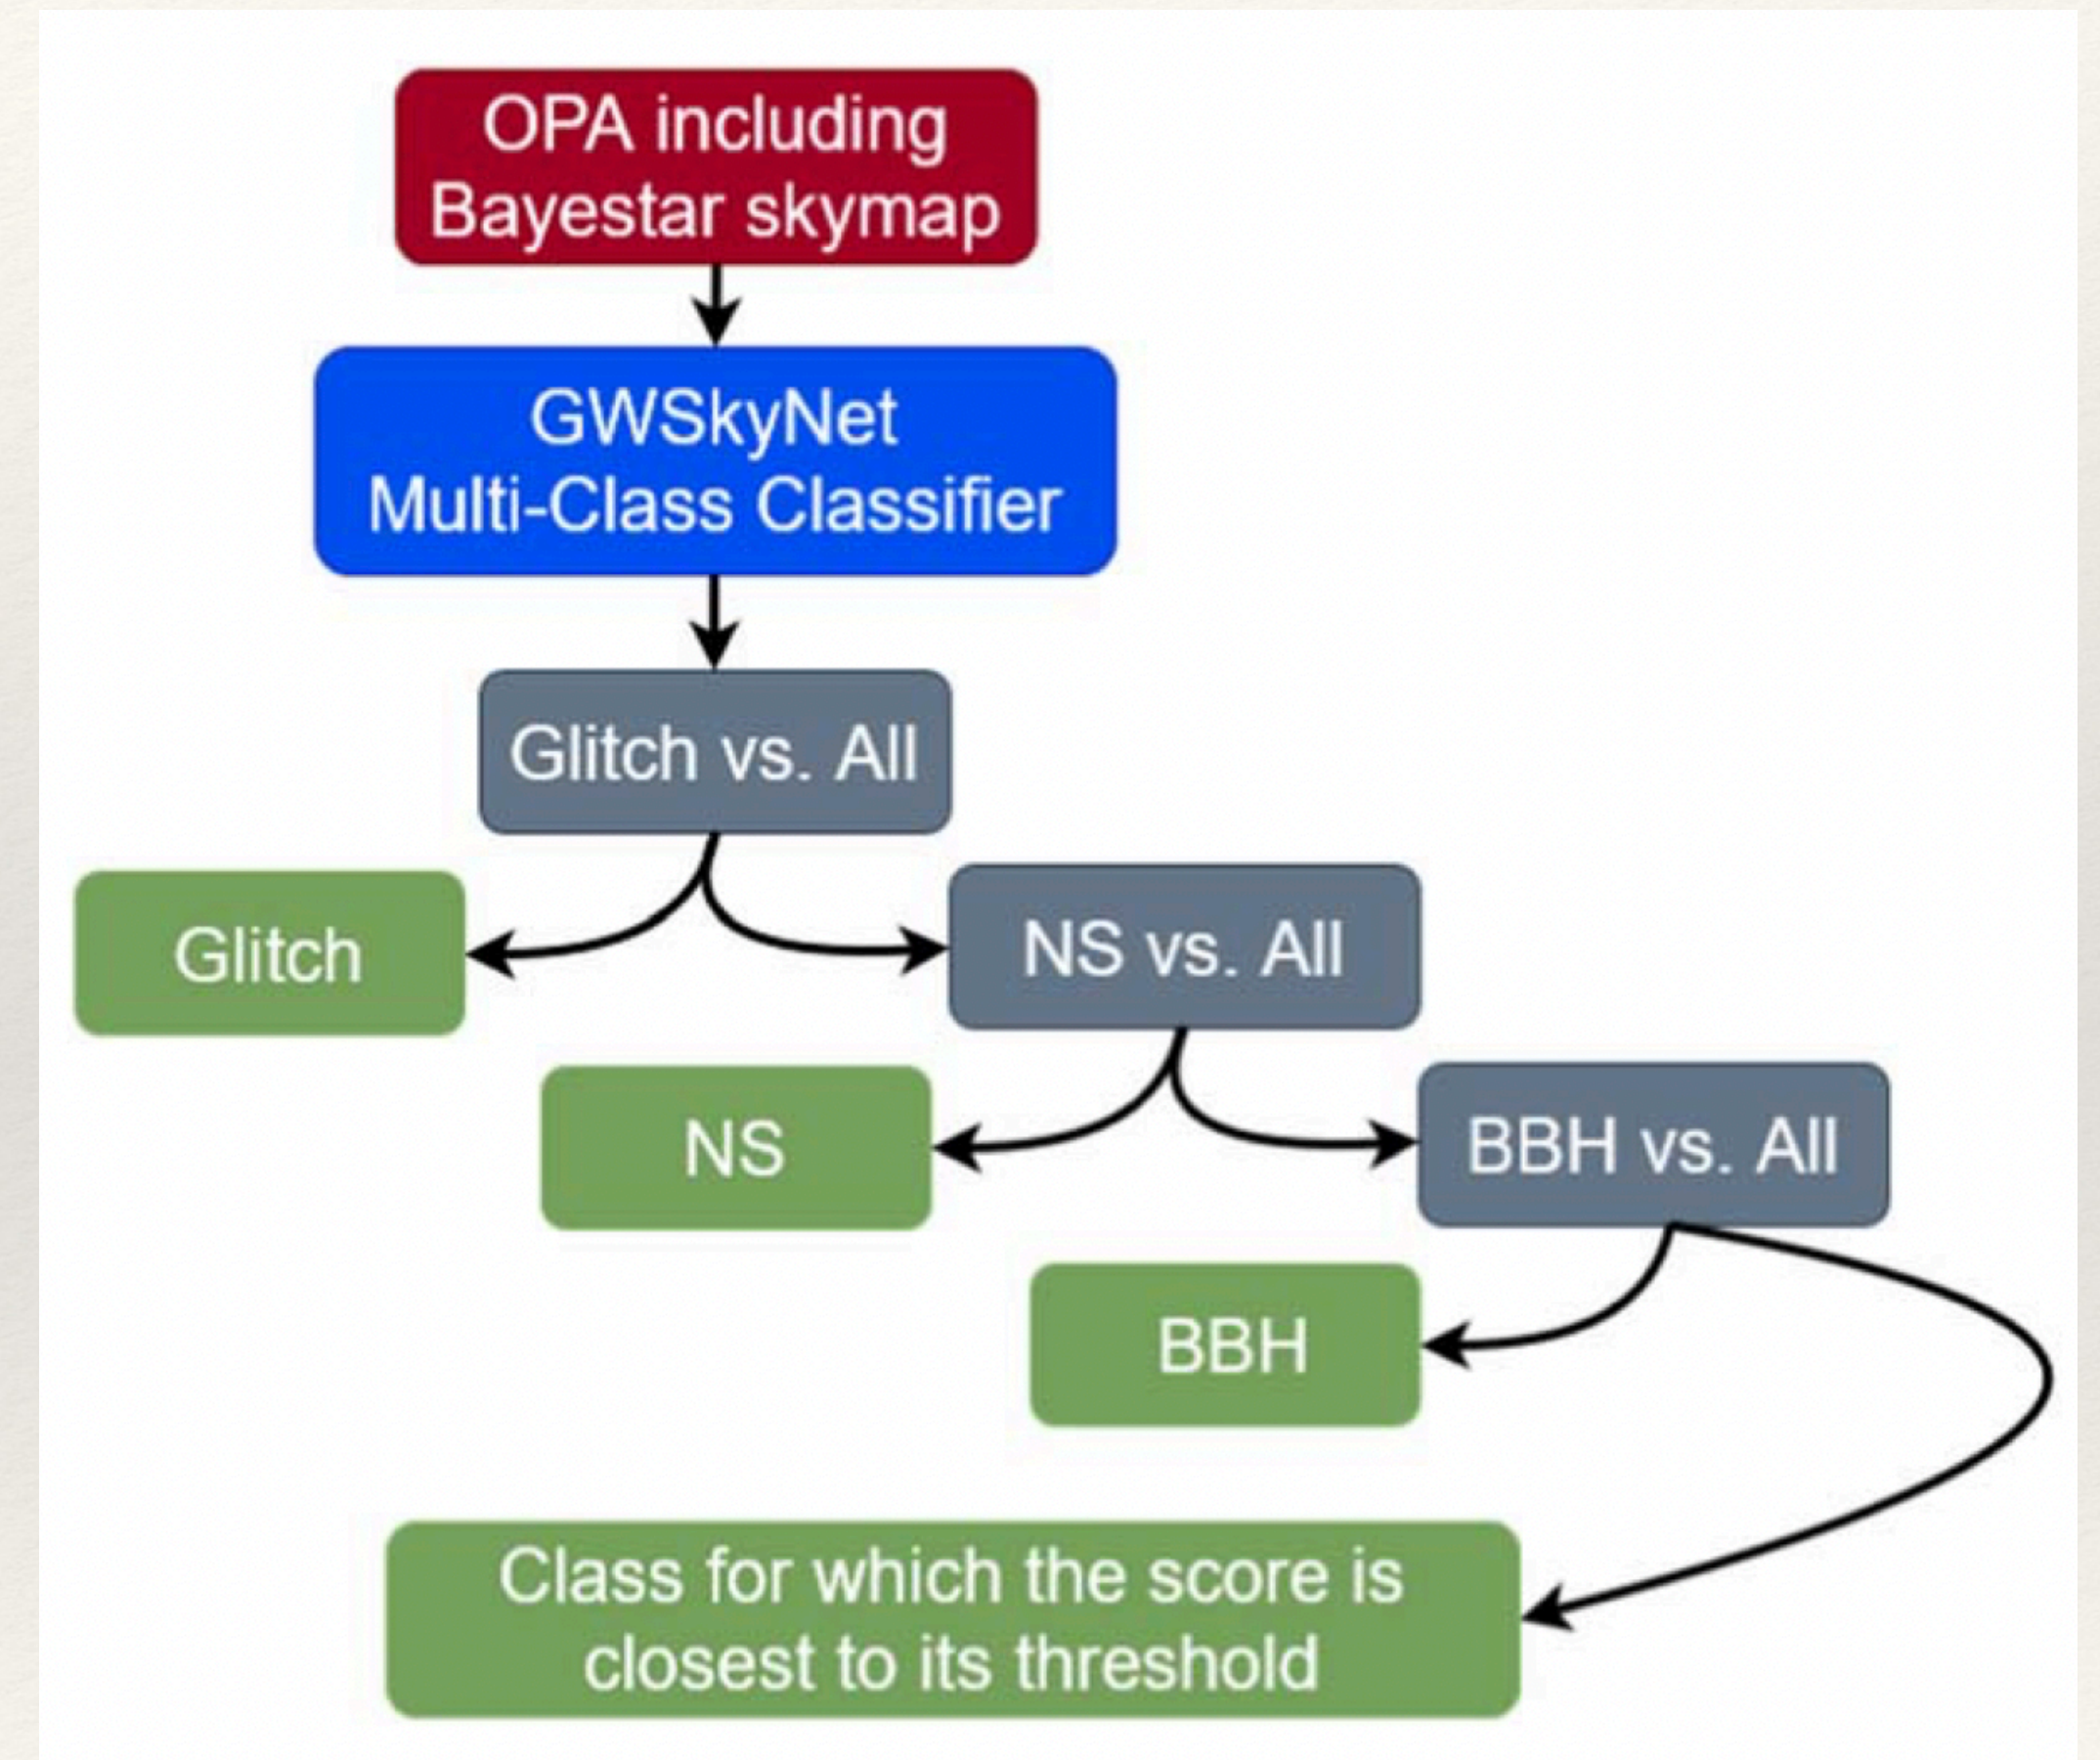 OPA including
Bayestar skymap
GWSkyNet
Multi-Class Classifier
Glitch vs. All
Glitch
NS vs. All
NS
BBH vs. All
BBH
Class for which the score is
closest to its threshold